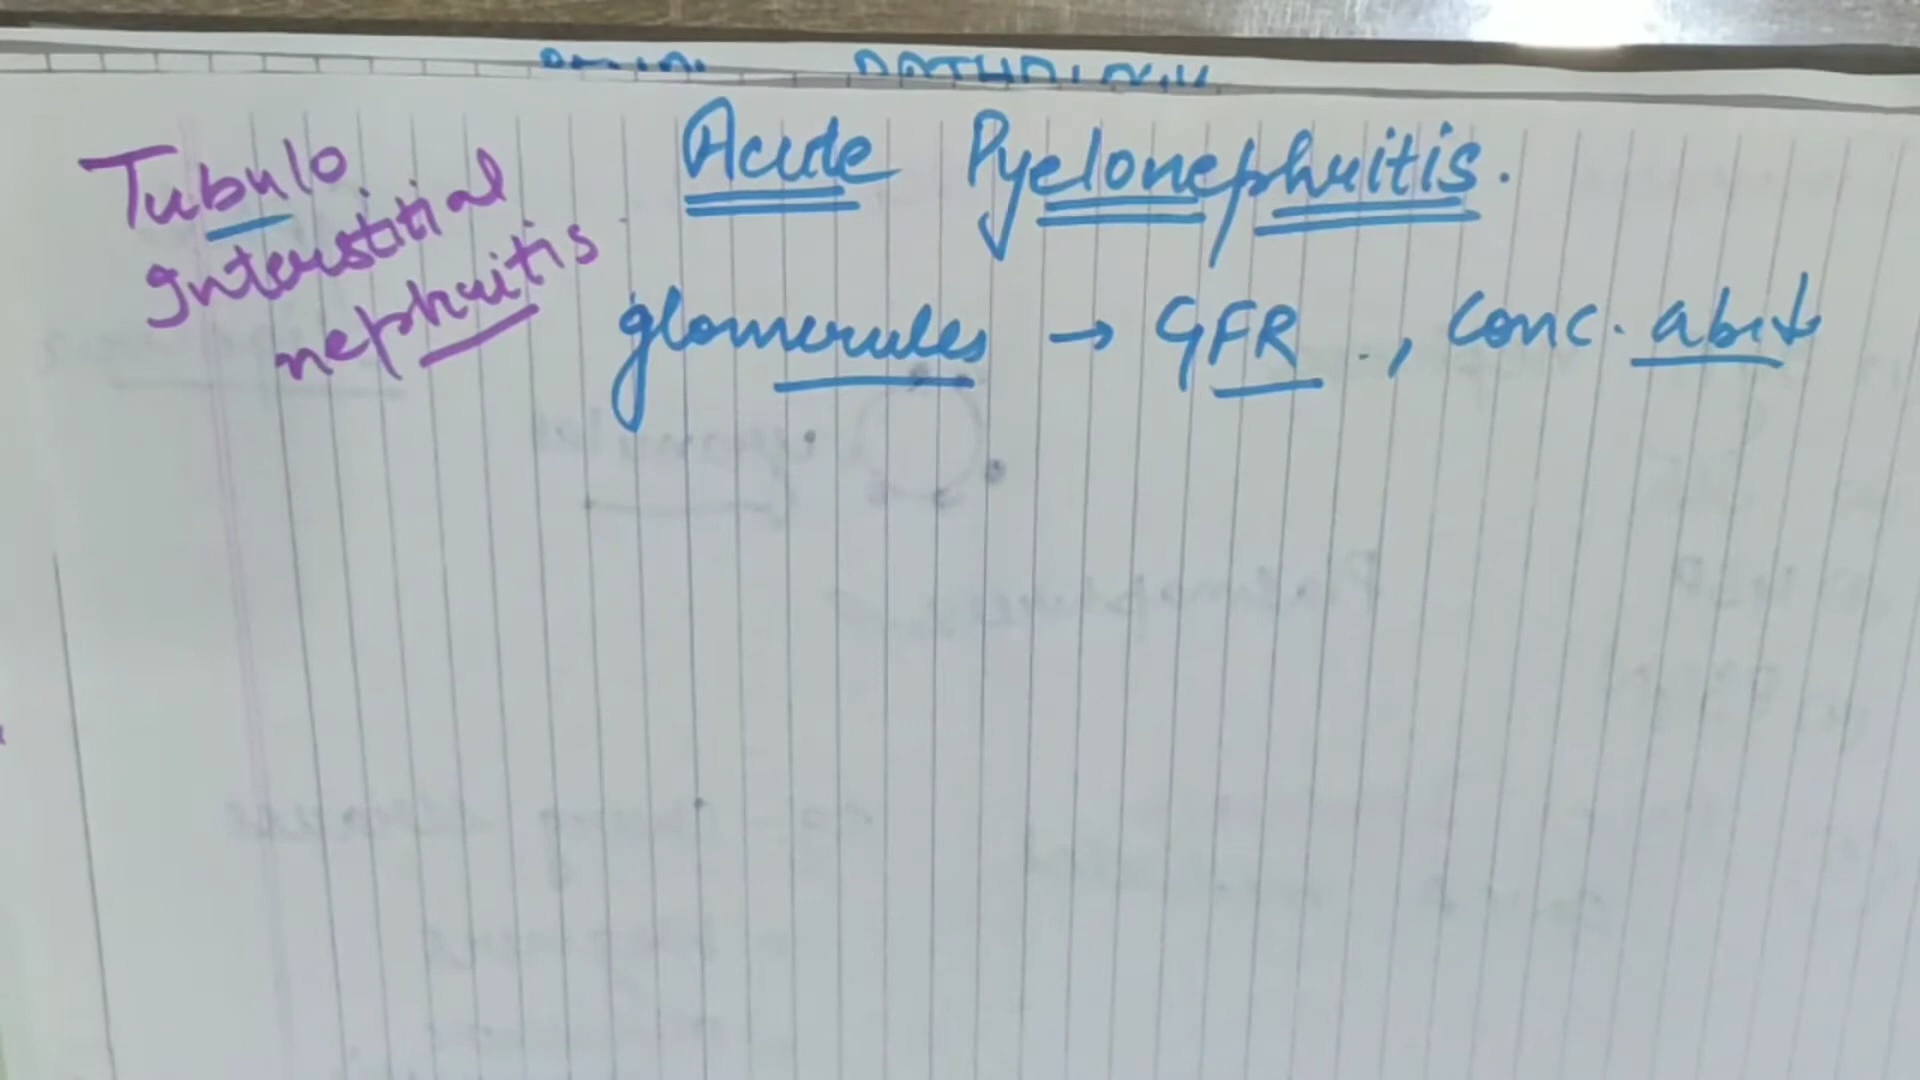 Acute Pyelonephritis.
Tubulo
interstitial
nephritis
glomerules → GFR., conc. abit